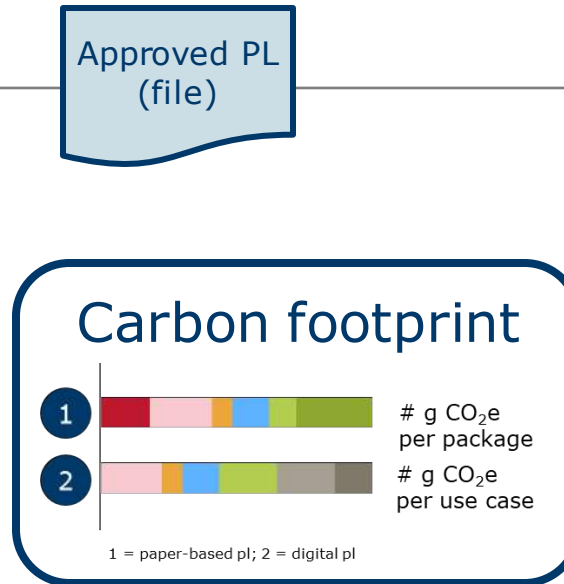 Approved PL
(file)
Carbon footprint
1
# g CO₂e
per package
2
# g CO₂e
per use case
1 = paper-based pl; 2 = digital pl